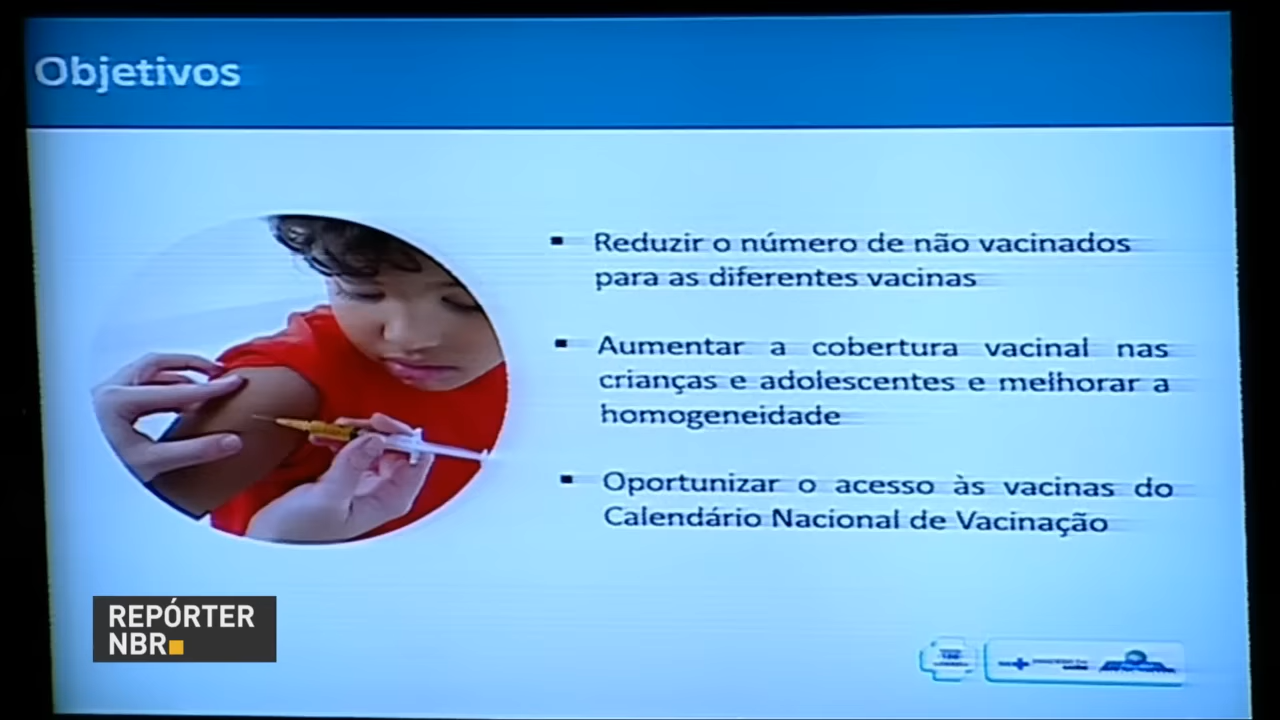 Objetivos
▪ Reduzir o número de não vacinados
para as diferentes vacinas
▪ Aumentar a cobertura vacinal nas
crianças e adolescentes e melhorar a
homogeneidade
▪ Oportunizar o acesso às vacinas do
Calendário Nacional de Vacinação
REPÓRTER
NBR